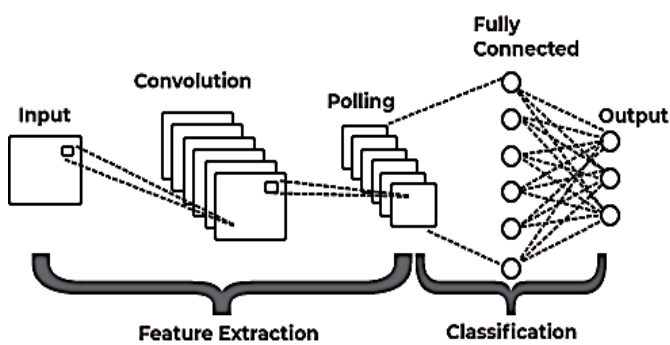 Input
Convolution
Polling
Fully
Connected
Output
Feature Extraction
Classification